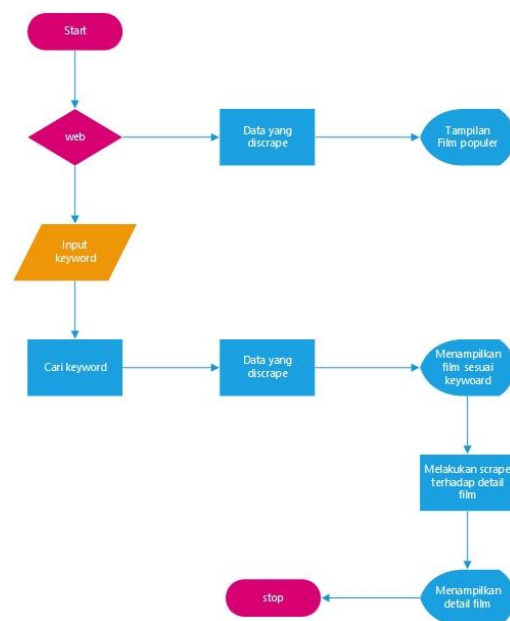 Start
web
Data yang
discrape
Tampilan
Film populer
Input
keyword
Cari keyword
Data yang
discrape
Menampilkan
film sesuai
keywoard
Melakukan scrape
terhadap detail
film
Menampilkan
detail film
stop